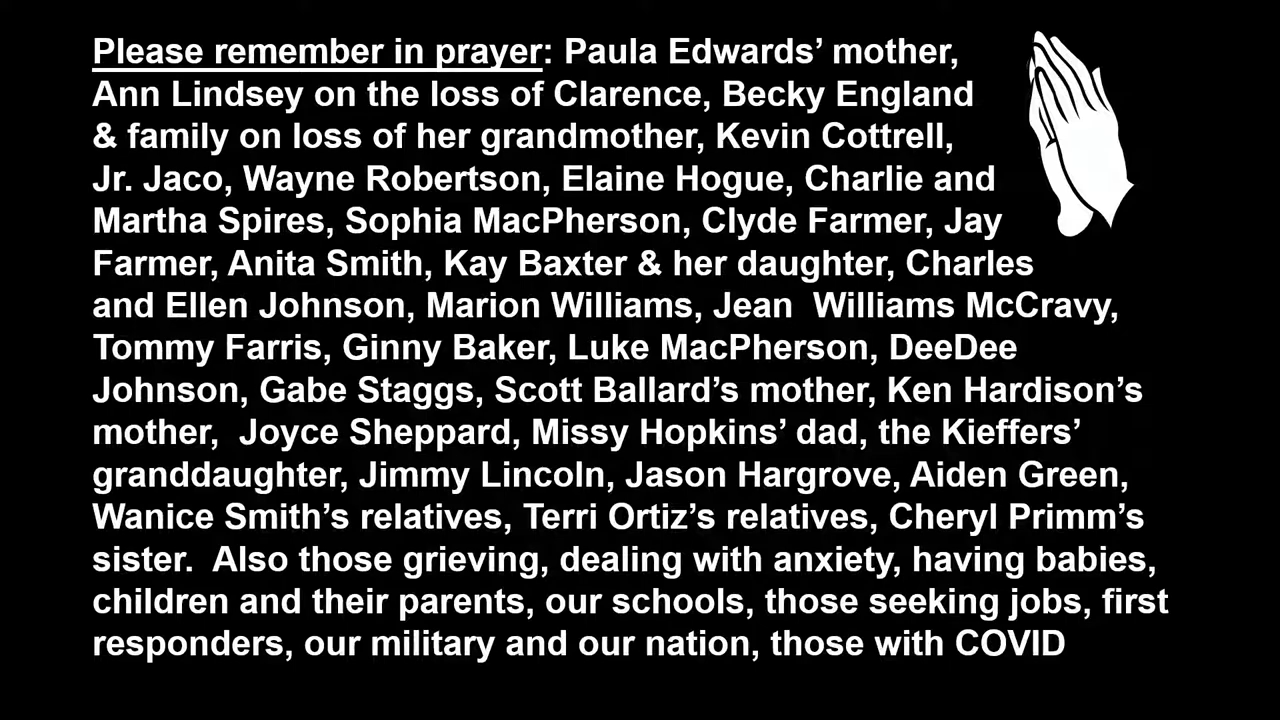 Please remember in prayer: Paula Edwards’ mother,
Ann Lindsey on the loss of Clarence, Becky England
& family on loss of her grandmother, Kevin Cottrell,
Jr. Jaco, Wayne Robertson, Elaine Hogue, Charlie and
Martha Spires, Sophia MacPherson, Clyde Farmer, Jay
Farmer, Anita Smith, Kay Baxter & her daughter, Charles
and Ellen Johnson, Marion Williams, Jean  Williams McCravy,
Tommy Farris, Ginny Baker, Luke MacPherson, DeeDee
Johnson, Gabe Staggs, Scott Ballard’s mother, Ken Hardison’s
mother,  Joyce Sheppard, Missy Hopkins’ dad, the Kieffers’
granddaughter, Jimmy Lincoln, Jason Hargrove, Aiden Green,
Wanice Smith’s relatives, Terri Ortiz’s relatives, Cheryl Primm’s
sister.  Also those grieving, dealing with anxiety, having babies,
children and their parents, our schools, those seeking jobs, first
responders, our military and our nation, those with COVID